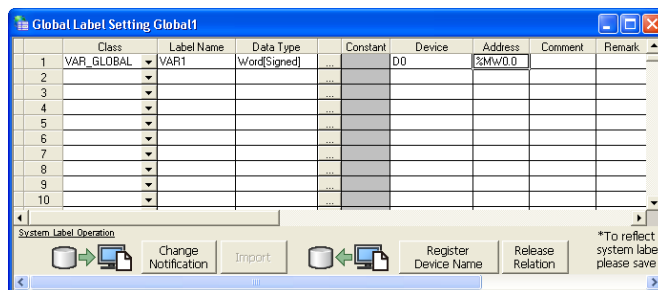 Global Label Setting Global1
Class Label Name Data Type Constant Device Address Comment Remark
1 VAR_GLOBAL VAR1 Word[Signed] ... D0 %MW0.0
2 ...
3 ...
4 ...
5 ...
6 ...
7 ...
8 ...
9 ...
10 ...
System Label Operation
Change Notification
Import
Register Device Name
Release Relation
*To reflect
system labe
please save